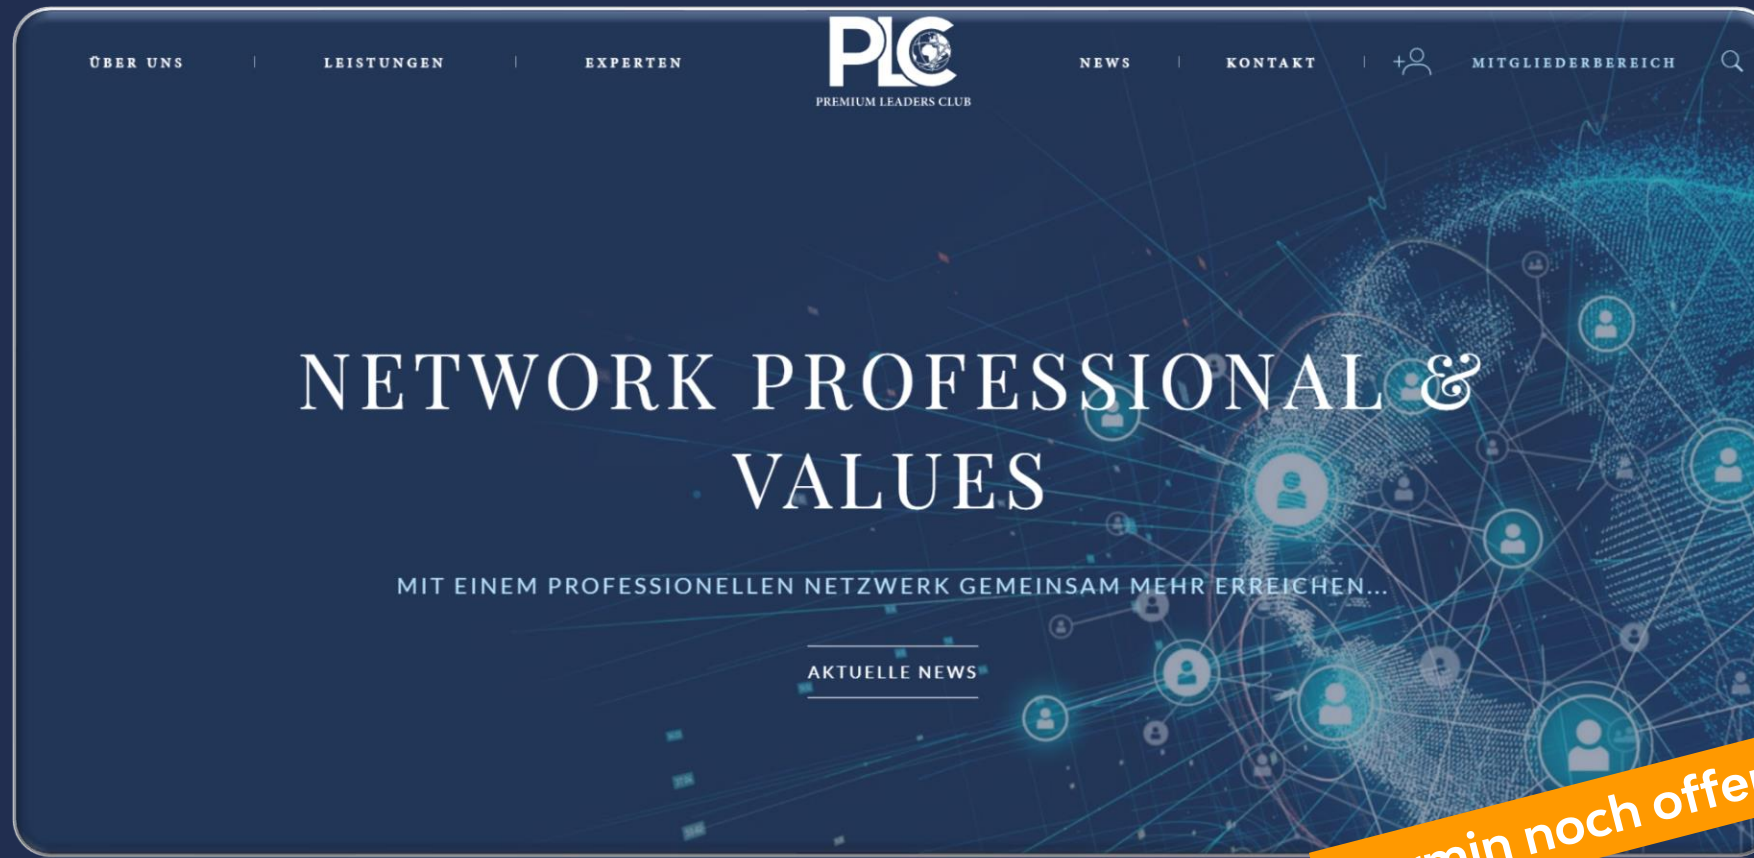 ÜBER UNS
LEISTUNGEN
EXPERTEN
PLC
PREMIUM LEADERS CLUB
NEWS
KONTAKT
MITGLIEDERBEREICH
NETWORK PROFESSIONAL &
VALUES
MIT EINEM PROFESSIONELLEN NETZWERK GEMEINSAM MEHR ERREICHEN...
AKTUELLE NEWS
noch